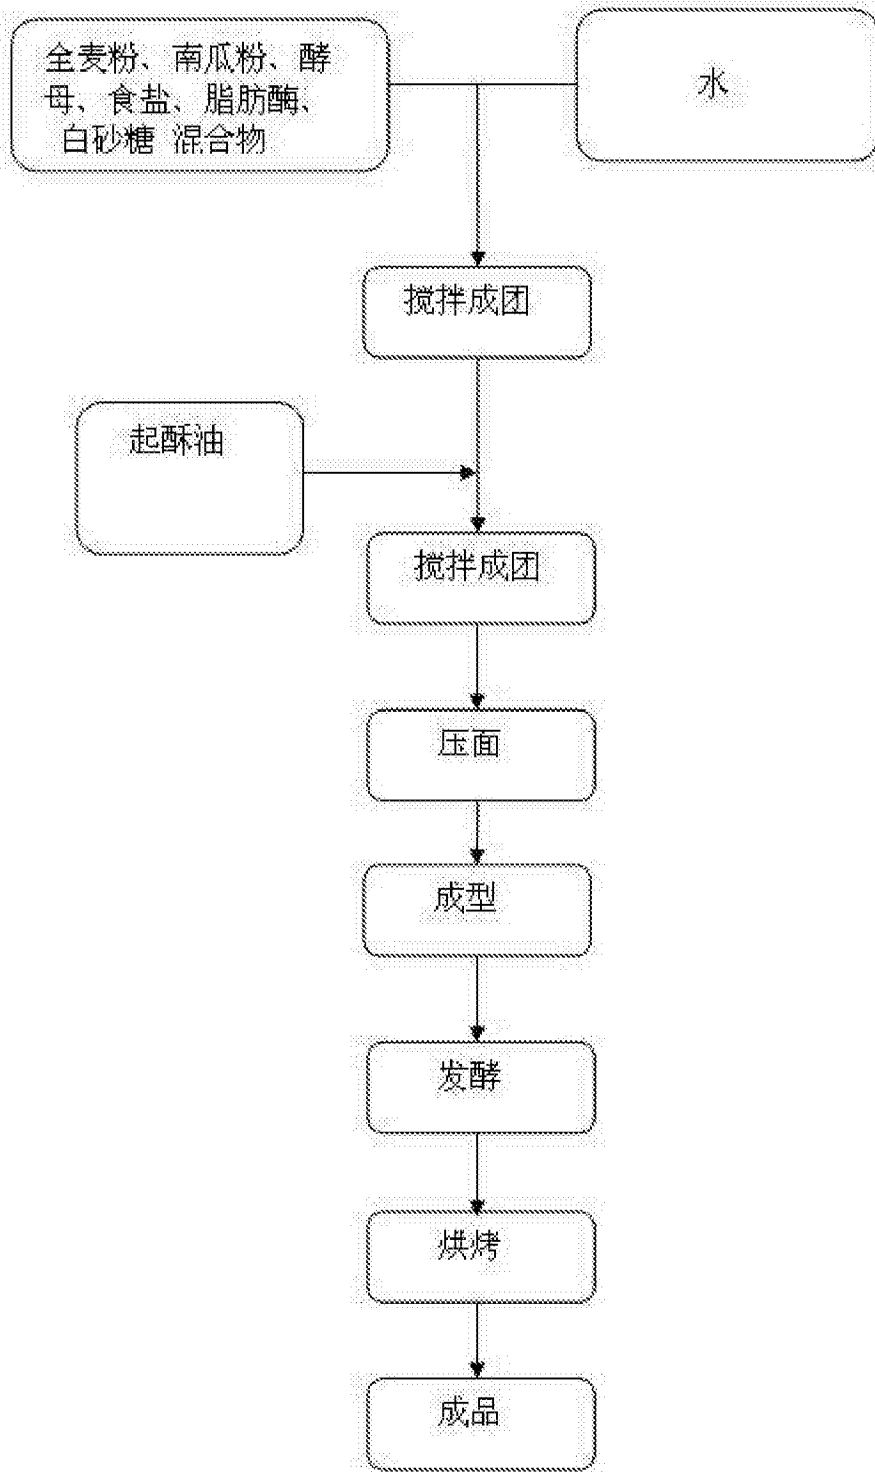 全麦粉、南瓜粉、酵
母、食盐、脂肪酶、
白砂糖 混合物
水
搅拌成团
起酥油
搅拌成团
压面
成型
发酵
烘烤
成品